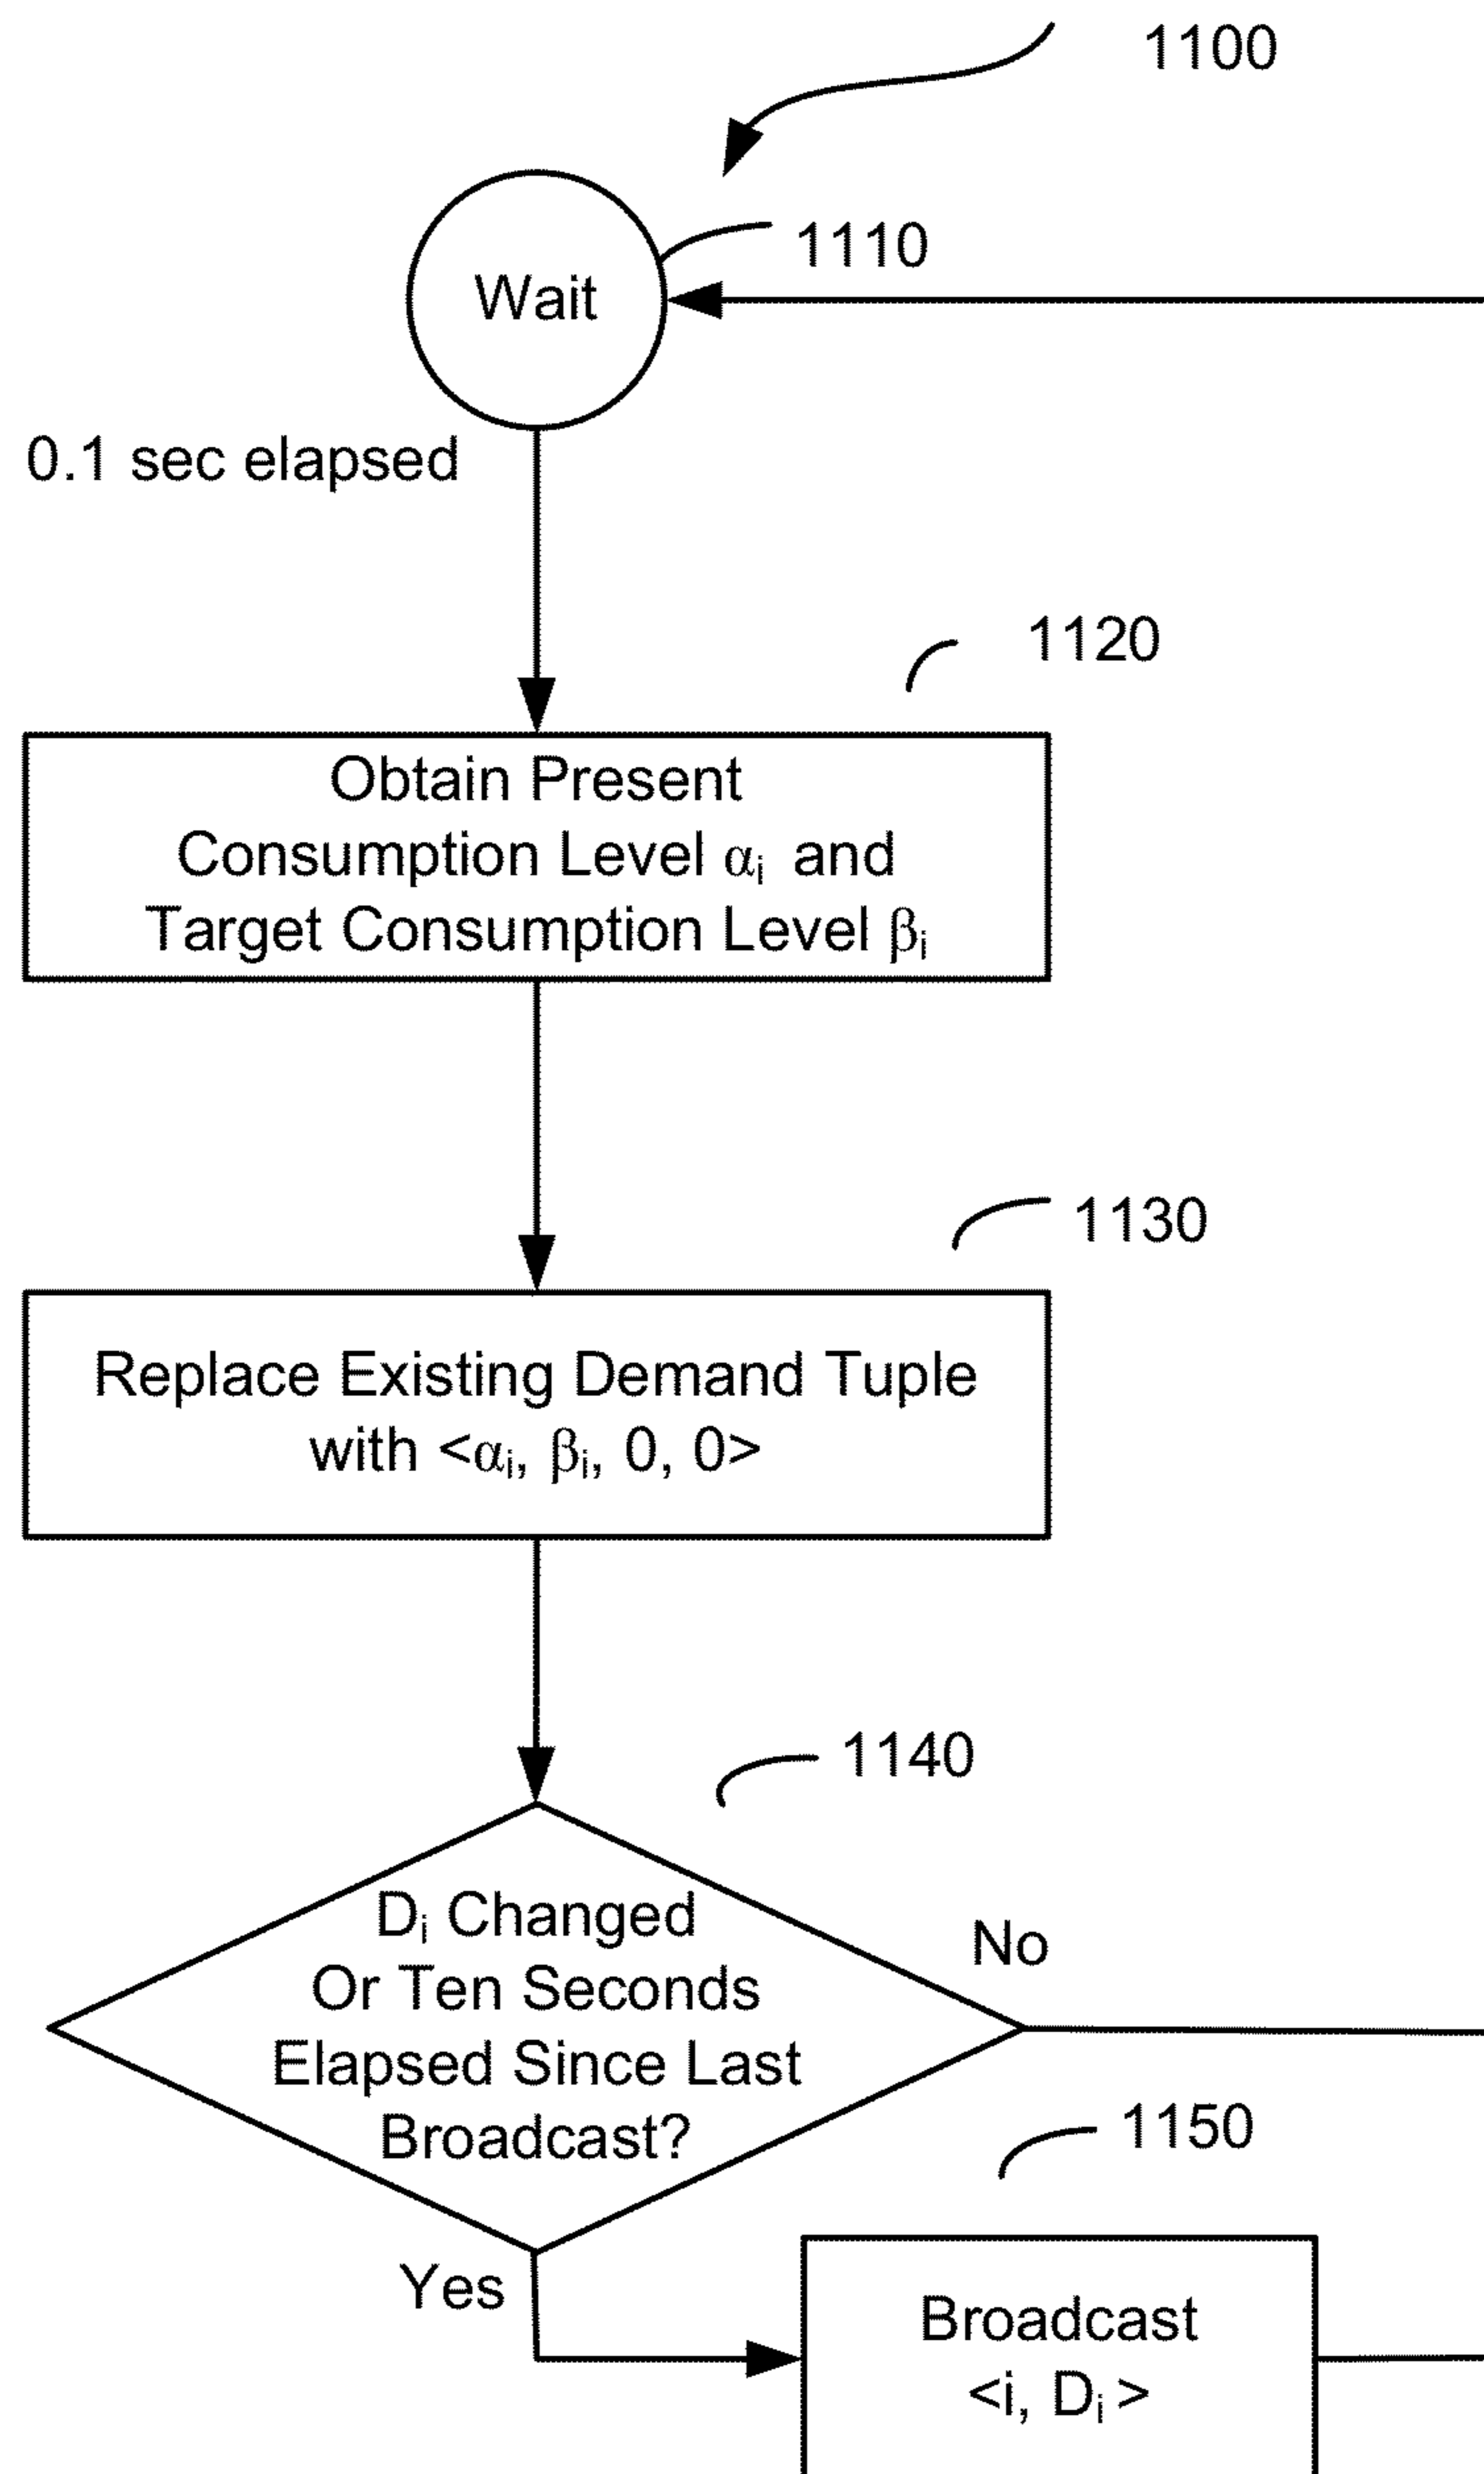 1100
1110
Wait
0.1 sec elapsed
1120
Obtain Present
Consumption Level αᵢ and
Target Consumption Level βᵢ
1130
Replace Existing Demand Tuple
with <αᵢ, βᵢ, 0, 0>
1140
Dᵢ Changed
Or Ten Seconds
Elapsed Since Last
Broadcast?
No
1150
Yes
Broadcast
<i, Dᵢ >